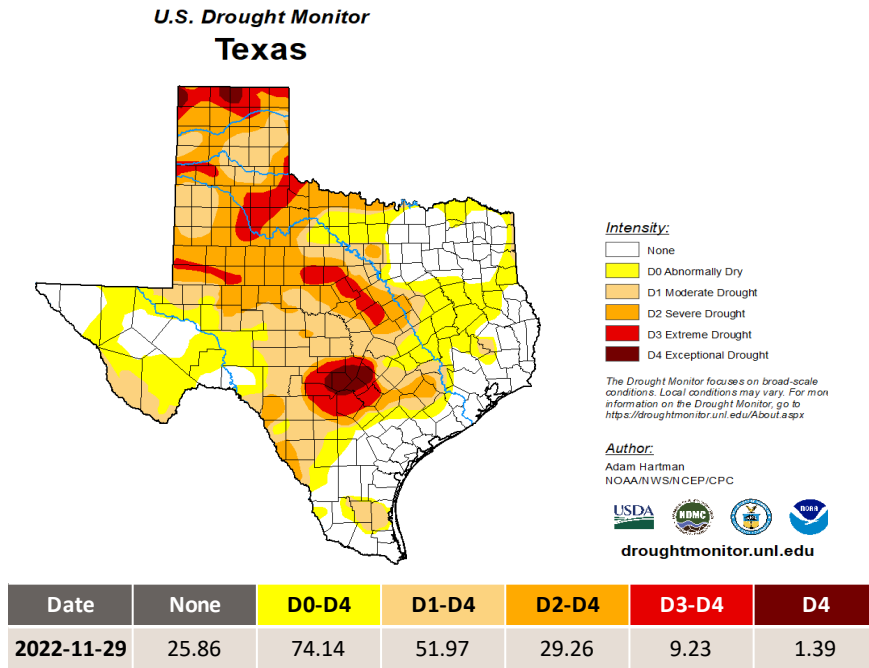 U.S. Drought Monitor
Texas
Intensity:
None
D0 Abnormally Dry
D1 Moderate Drought
D2 Severe Drought
D3 Extreme Drought
D4 Exceptional Drought
The Drought Monitor focuses on broad-scale
conditions. Local conditions may vary. For more
information on the Drought Monitor, go to
https://droughtmonitor.unl.edu/About.aspx
Author:
Adam Hartman
NOAA/NWS/NCEP/CPC
USDA NDMC NOAA
droughtmonitor.unl.edu
Date None D0-D4 D1-D4 D2-D4 D3-D4 D4
2022-11-29 25.86 74.14 51.97 29.26 9.23 1.39